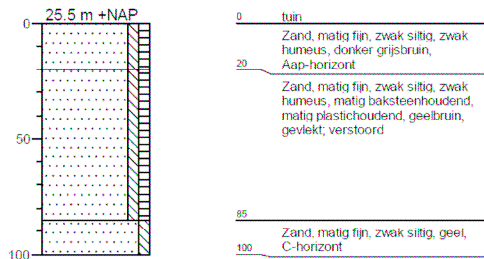 25.5 m +NAP
0
50
100
0 tuin
Zand, matig fijn, zwak siltig, zwak
humeus, donker grijsbruin,
20 Aap-horizont
Zand, matig fijn, zwak siltig, zwak
humeus, matig baksteenhoudend,
matig plastichoudend, geelbruin,
gevlekt; verstoord
85
Zand, matig fijn, zwak siltig, geel,
100 C-horizont